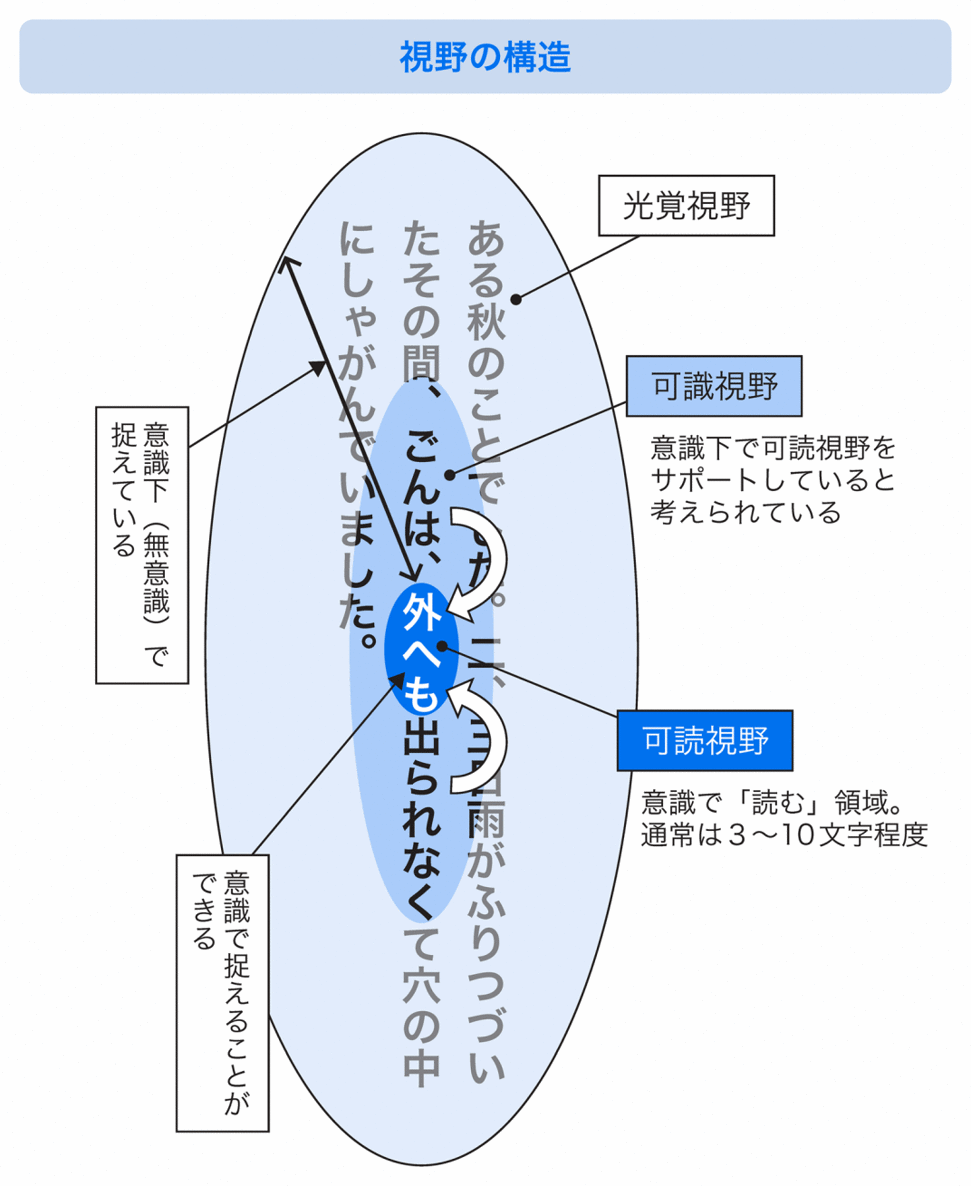 視野の構造
光覚視野
可識視野
意識下で可読視野を
サポートしていると
考えられている
可読視野
意識で「読む」領域。
通常は3〜10文字程度
ある秋のことでした。二、三日雨がふりつづい
たその間、ごんは、外へも出られなくて穴の中
にしゃがんでいました。
意識下（無意識）で
捉えている
意識で捉えることが
できる